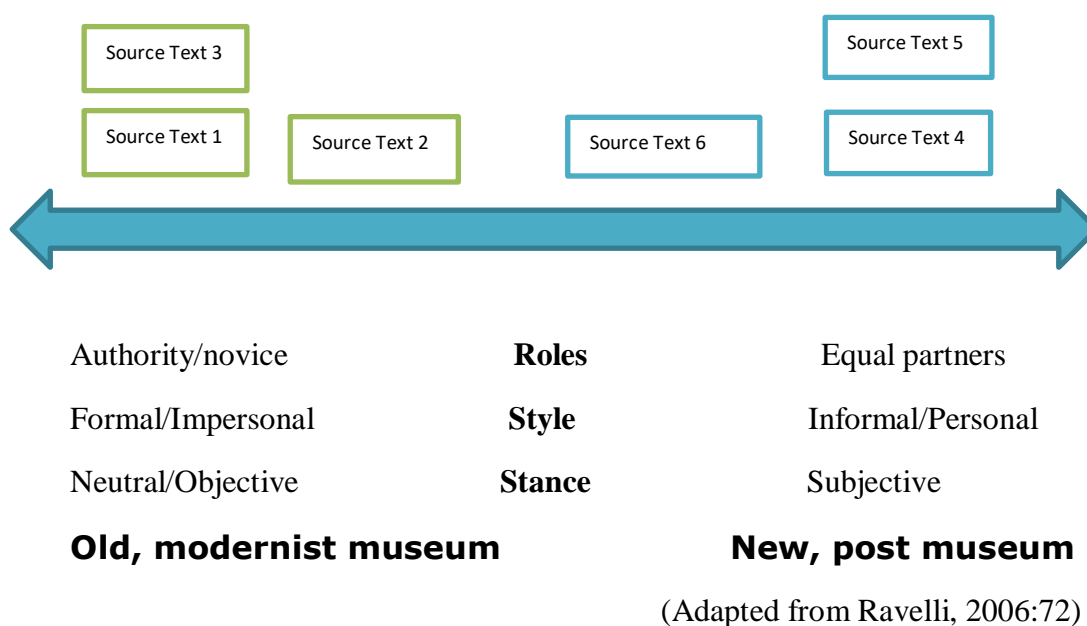 Source Text 3
Source Text 5
Source Text 1
Source Text 2
Source Text 6
Source Text 4
Authority/novice Roles Equal partners
Formal/Impersonal Style Informal/Personal
Neutral/Objective Stance Subjective
Old, modernist museum New, post museum
(Adapted from Ravelli, 2006:72)